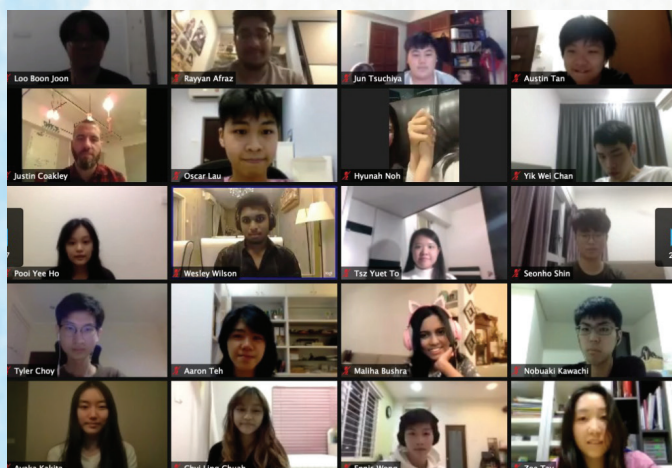 Loo Boon Joon
Rayyan Afraz
Jun Tsuchiya
Austin Tan
Justin Coakley
Oscar Lau
Hyunah Noh
Yik Wei Chan
Pooi Yee Ho
Wesley Wilson
Tsz Yuet To
Seonho Shin
Tyler Choy
Aaron Teh
Maliha Bushra
Nobuaki Kawachi